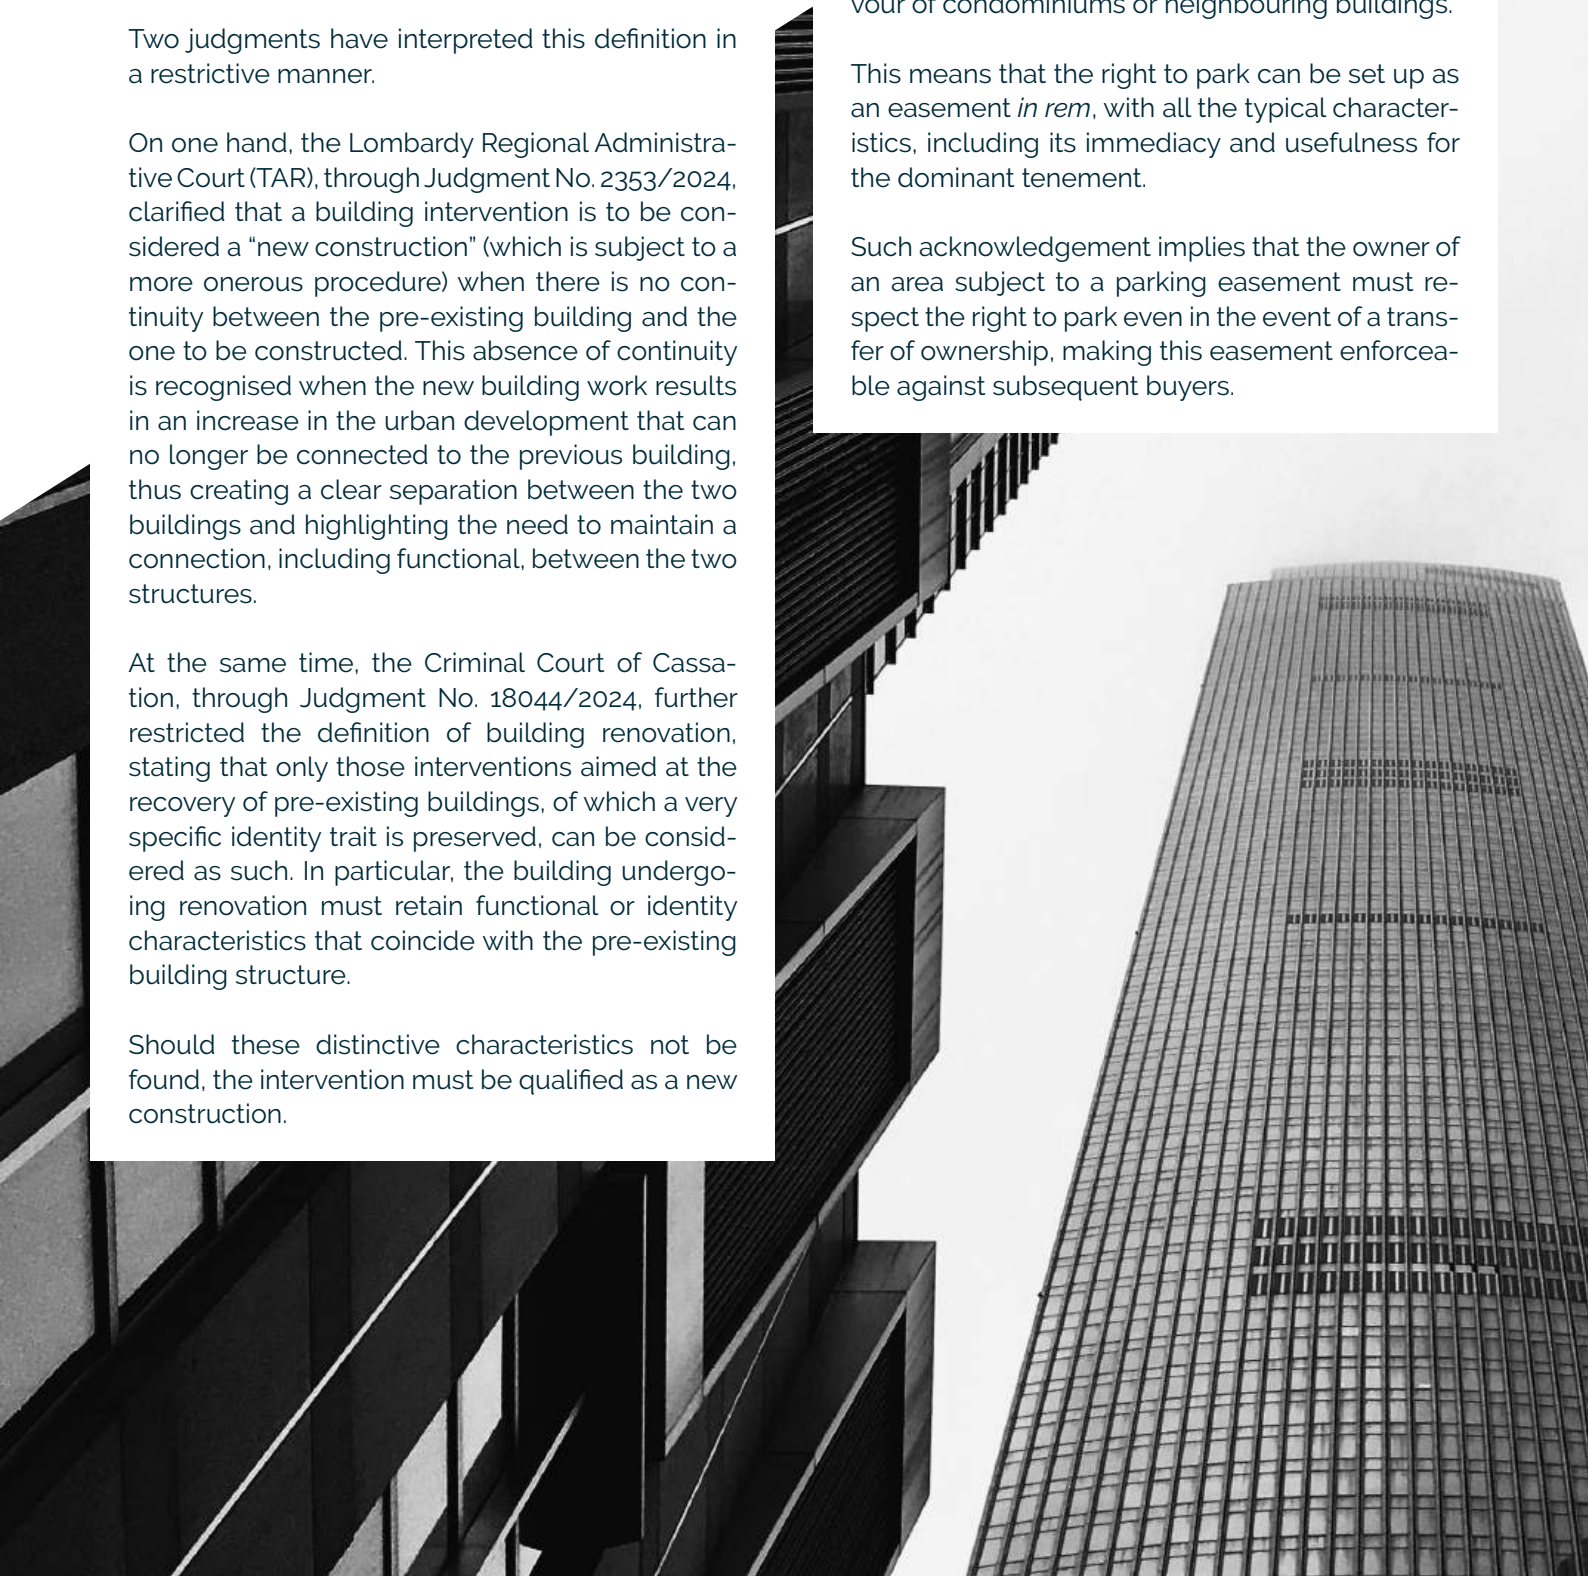 Two judgments have interpreted this definition in
a restrictive manner.
On one hand, the Lombardy Regional Administra-
tive Court (TAR), through Judgment No. 2353/2024,
clarified that a building intervention is to be con-
sidered a “new construction” (which is subject to a
more onerous procedure) when there is no con-
tinuity between the pre-existing building and the
one to be constructed. This absence of continuity
is recognised when the new building work results
in an increase in the urban development that can
no longer be connected to the previous building,
thus creating a clear separation between the two
buildings and highlighting the need to maintain a
connection, including functional, between the two
structures.
At the same time, the Criminal Court of Cassa-
tion, through Judgment No. 18044/2024, further
restricted the definition of building renovation,
stating that only those interventions aimed at the
recovery of pre-existing buildings, of which a very
specific identity trait is preserved, can be consid-
ered as such. In particular, the building undergo-
ing renovation must retain functional or identity
characteristics that coincide with the pre-existing
building structure.
Should these distinctive characteristics not be
found, the intervention must be qualified as a new
construction.
vour of condominiums or neighbouring buildings.
This means that the right to park can be set up as
an easement in rem, with all the typical character-
istics, including its immediacy and usefulness for
the dominant tenement.
Such acknowledgement implies that the owner of
an area subject to a parking easement must re-
spect the right to park even in the event of a trans-
fer of ownership, making this easement enforcea-
ble against subsequent buyers.